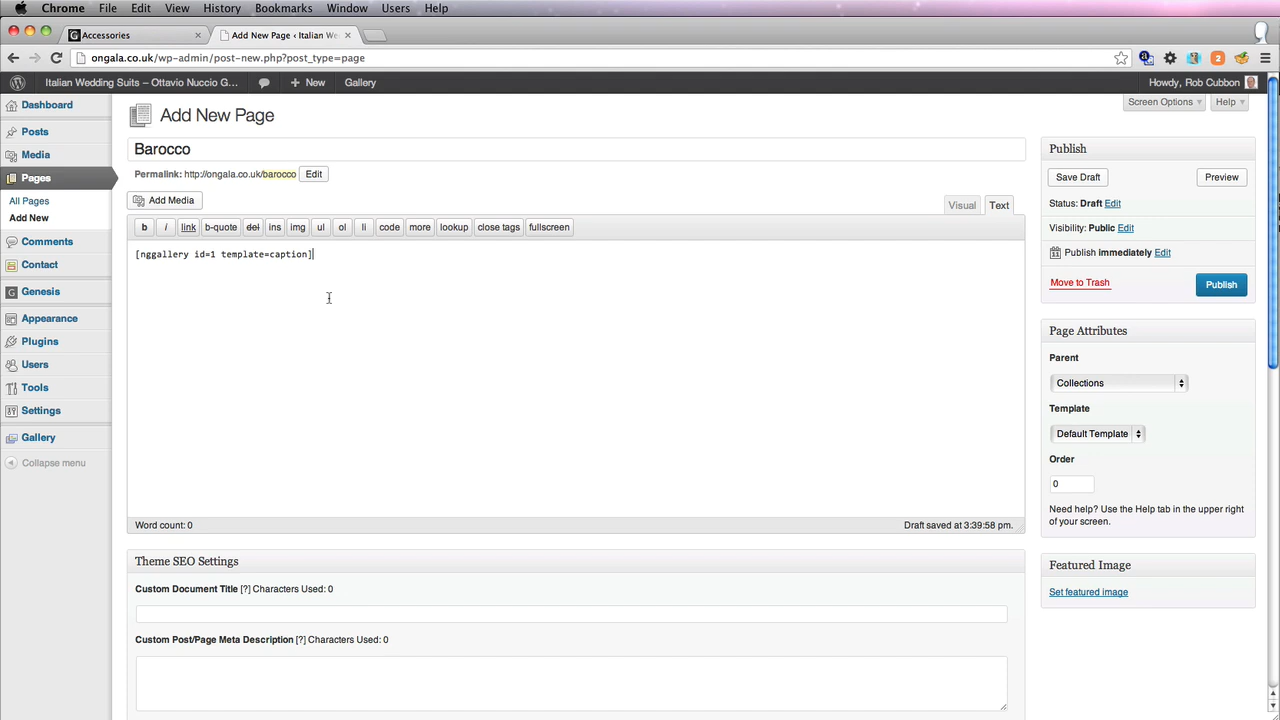 Chrome File Edit View History Bookmarks Window Users Help
Accessories
Add New Page ‹ Italian We
ongala.co.uk/wp-admin/post-new.php?post_type=page
2
Italian Wedding Suits – Ottavio Nuccio G... New Gallery Howdy, Rob Cubbon
Screen Options Help
Dashboard
Posts
Media
Pages
All Pages
Add New
Comments
Contact
Genesis
Appearance
Plugins
Users
Tools
Settings
Gallery
Collapse menu
Add New Page
Barocco
Permalink: http://ongala.co.uk/barocco Edit
Add Media
Visual Text
b i link b-quote del ins img ul ol li code more lookup close tags fullscreen
[nggallery id=1 template=caption]
Word count: 0 Draft saved at 3:39:58 pm.
Theme SEO Settings
Custom Document Title [?] Characters Used: 0
Custom Post/Page Meta Description [?] Characters Used: 0
Publish
Save Draft Preview
Status: Draft Edit
Visibility: Public Edit
Publish immediately Edit
Move to Trash Publish
Page Attributes
Parent
Collections
Template
Default Template
Order
0
Need help? Use the Help tab in the upper right
of your screen.
Featured Image
Set featured image